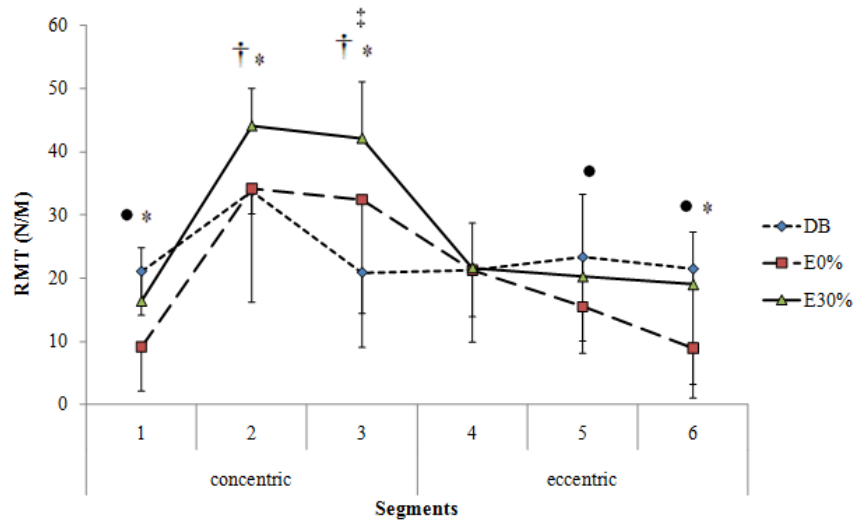 60
50
40
30
20
10
0
RMT (N/M)
‡
† *
† *
● *
●
● *
DB
E0%
E30%
1 2 3 4 5 6
concentric eccentric
Segments